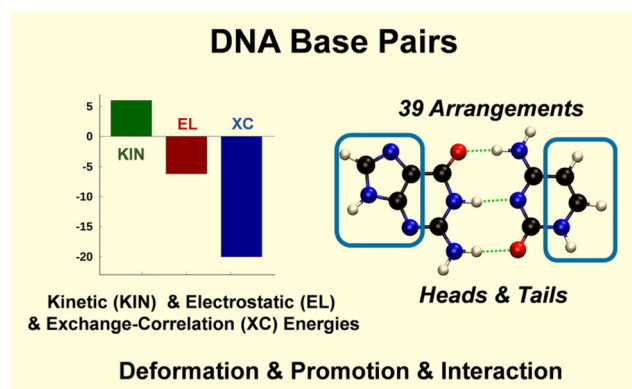 DNA Base Pairs
5
0
-5
-10
-15
-20
KIN
EL
XC
39 Arrangements
Heads & Tails
Kinetic (KIN) & Electrostatic (EL)
& Exchange-Correlation (XC) Energies
Deformation & Promotion & Interaction